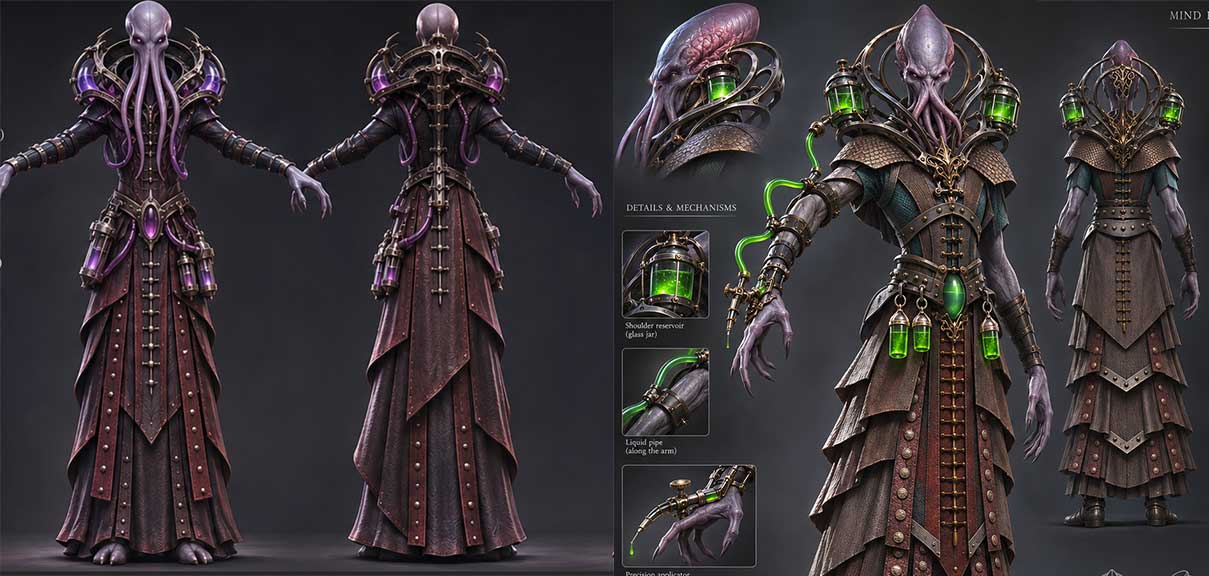 MIND
DETAILS & MECHANISMS
Shoulder reservoir
(glass jar)
Liquid pipe
(along the arm)
Precision applicator